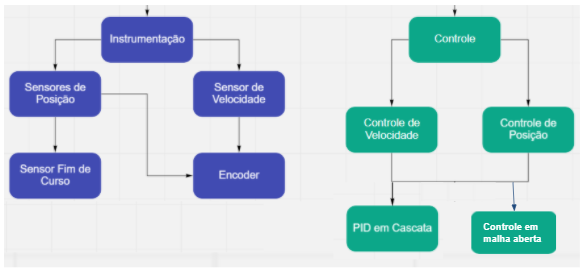 Instrumentação
Controle
Sensores de
Posição
Sensor de
Velocidade
Controle de
Velocidade
Controle de
Posição
Sensor Fim de
Curso
Encoder
PID em Cascata
Controle em
malha aberta